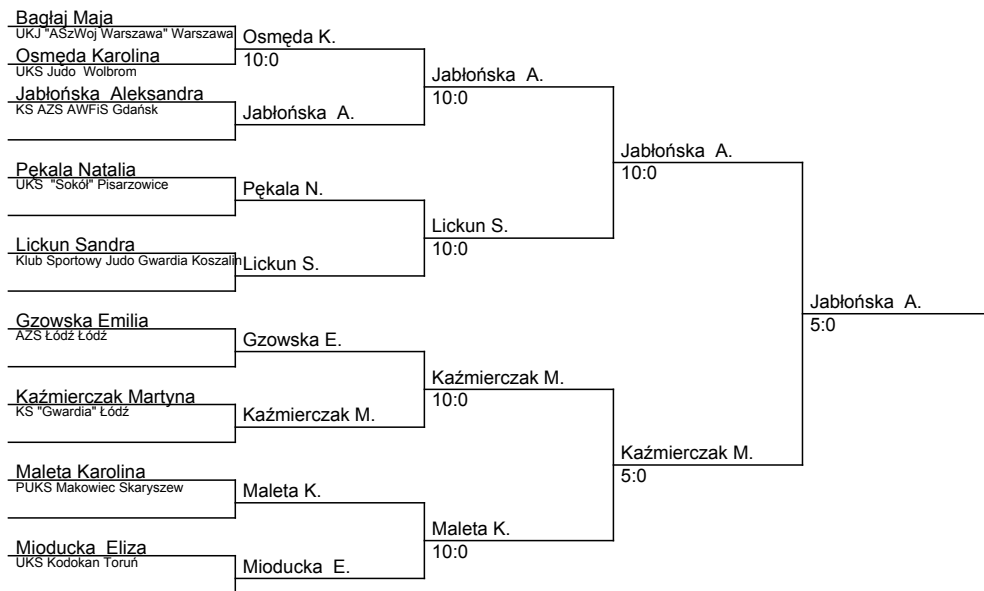 Bagłaj Maja
UKJ "ASzWoj Warszawa" Warszawa
Osmęda Karolina
UKS Judo  Wolbrom
Jabłońska  Aleksandra
KS AZS AWFiS Gdańsk
Pękala Natalia
UKS  "Sokół" Pisarzowice
Lickun Sandra
Klub Sportowy Judo Gwardia Koszalin
Gzowska Emilia
AZS Łódź Łódź
Kaźmierczak Martyna
KS "Gwardia" Łódź
Maleta Karolina
PUKS Makowiec Skaryszew
Mioducka  Eliza
UKS Kodokan Toruń
Osmęda K.
10:0
Jabłońska  A.
Pękala N.
Lickun S.
Gzowska E.
Kaźmierczak M.
Maleta K.
Mioducka  E.
Jabłońska  A.
10:0
Lickun S.
10:0
Kaźmierczak M.
10:0
Maleta K.
10:0
Jabłońska  A.
10:0
Kaźmierczak M.
5:0
Jabłońska  A.
5:0